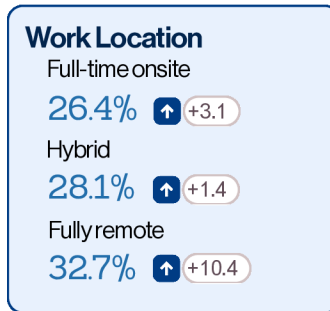 Work Location
Full-time onsite
26.4% +3.1
Hybrid
28.1% +1.4
Fully remote
32.7% +10.4